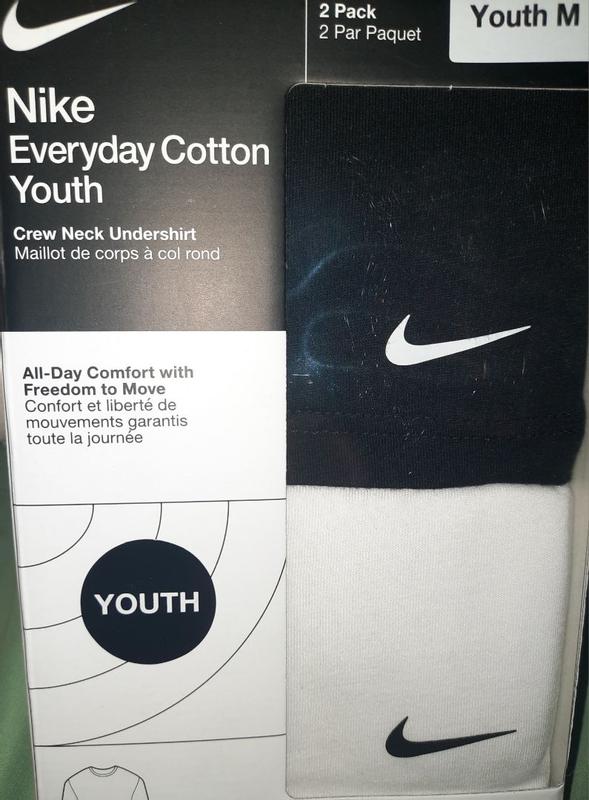 2 Pack
2 Par Paquet
Youth M
Nike
Everyday Cotton
Youth
Crew Neck Undershirt
Maillot de corps à col rond
All-Day Comfort with
Freedom to Move
Confort et liberté de
mouvements garantis
toute la journée
YOUTH